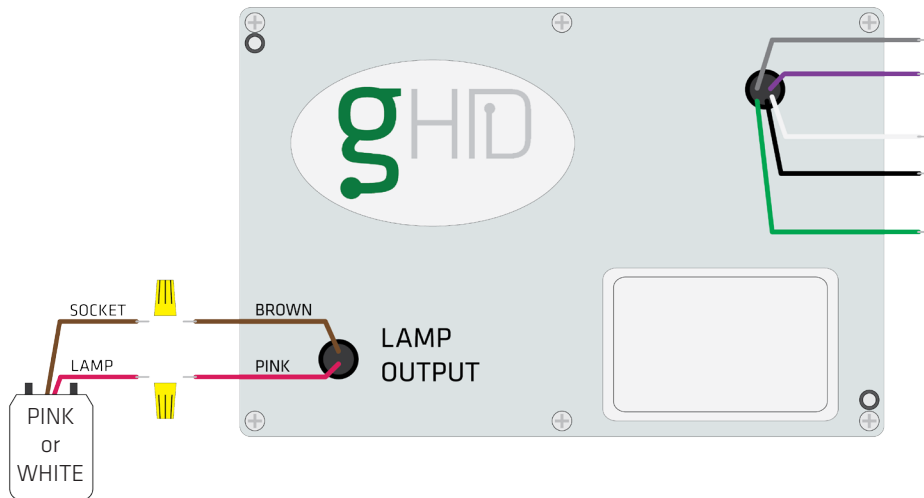 gHID
SOCKET
BROWN
LAMP
OUTPUT
LAMP
PINK
PINK
or
WHITE